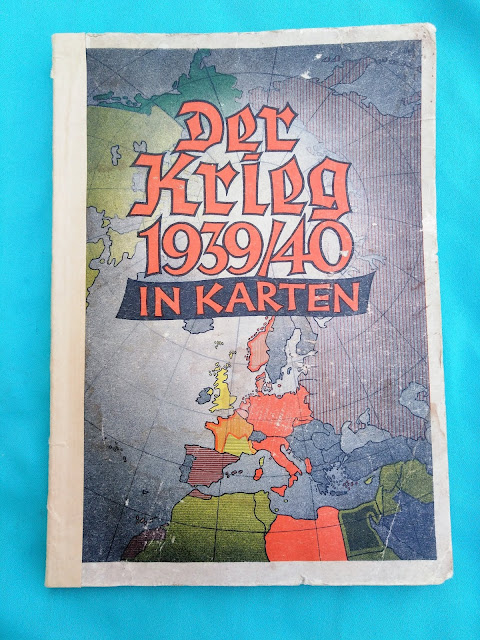 Der
Krieg
1939/40
IN KARTEN